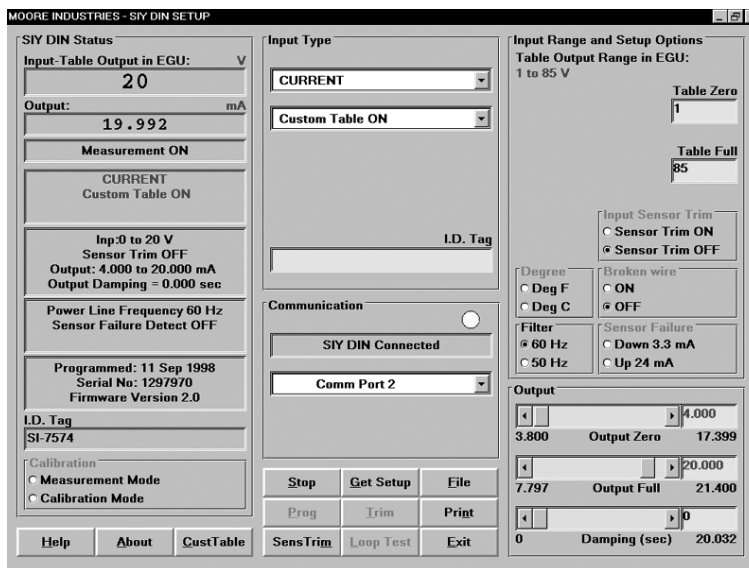 MOORE INDUSTRIES - SIY DIN SETUP
SIY DIN Status
Input-Table Output in EGU: V
20
Output: mA
19.992
Measurement ON
CURRENT
Custom Table ON
Inp:0 to 20 V
Sensor Trim OFF
Output: 4.000 to 20.000 mA
Output Damping = 0.000 sec
Power Line Frequency 60 Hz
Sensor Failure Detect OFF
Programmed: 11 Sep 1998
Serial No: 1297970
Firmware Version 2.0
I.D. Tag
SI-7574
Calibration
Measurement Mode
Calibration Mode
Help About CustTable
Input Type
CURRENT
Custom Table ON
I.D. Tag
Communication
SIY DIN Connected
Comm Port 2
Stop Get Setup File
Prog Trim Print
SensTrim Loop Test Exit
Input Range and Setup Options
Table Output Range in EGU:
1 to 85 V
Table Zero
1
Table Full
85
Input Sensor Trim
Sensor Trim ON
Sensor Trim OFF
Degree
Deg F
Deg C
Broken wire
ON
OFF
Filter
60 Hz
50 Hz
Sensor Failure
Down 3.3 mA
Up 24 mA
Output
4.000
3.800 Output Zero 17.399
20.000
7.797 Output Full 21.400
0
0 Damping (sec) 20.032